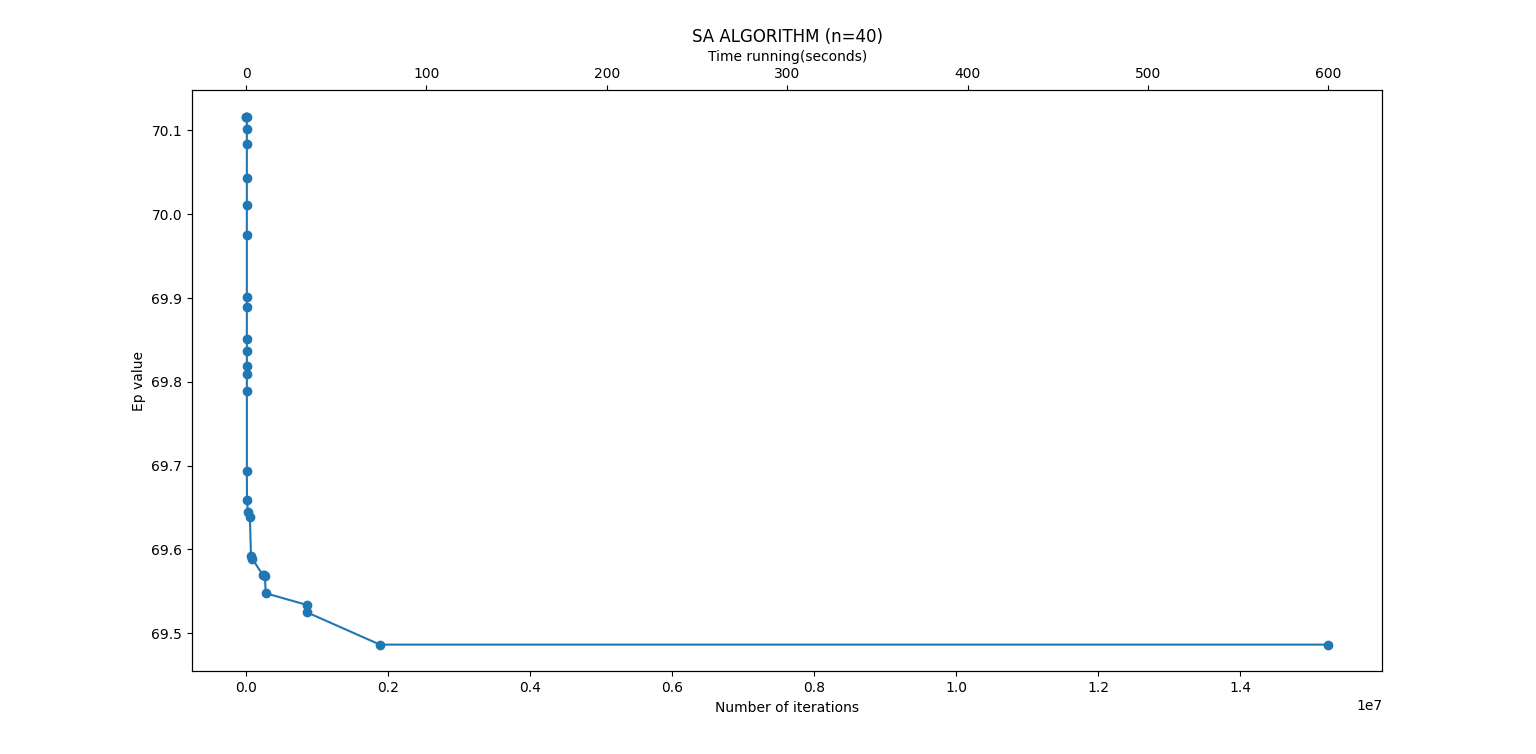 SA ALGORITHM (n=40)
Time running(seconds)
0 100 200 300 400 500 600
70.1
70.0
69.9
69.8
69.7
69.6
69.5
Ep value
0.0 0.2 0.4 0.6 0.8 1.0 1.2 1.4
Number of iterations
1e7